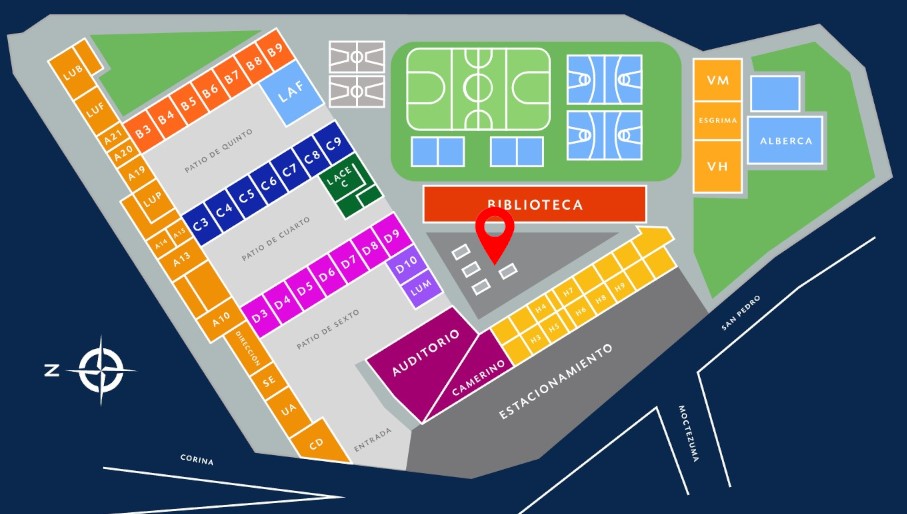 LUB
LUF
A21
A20
A19
LUP
A14
A15
A13
A10
DIRECCIÓN
SE
UA
CD
B3
B4
B5
B6
B7
B8
B9
LAF
PATIO DE QUINTO
C3
C4
C5
C6
C7
C8
C9
LACE
C
PATIO DE CUARTO
D3
D4
D5
D6
D7
D8
D9
D10
LUM
PATIO DE SEXTO
ENTRADA
AUDITORIO
CAMERINO
ESTACIONAMIENTO
BIBLIOTECA
H3
H4
H5
H7
H6
H8
H9
VM
ESGRIMA
VH
ALBERCA
SAN PEDRO
MOCTEZUMA
CORINA
N